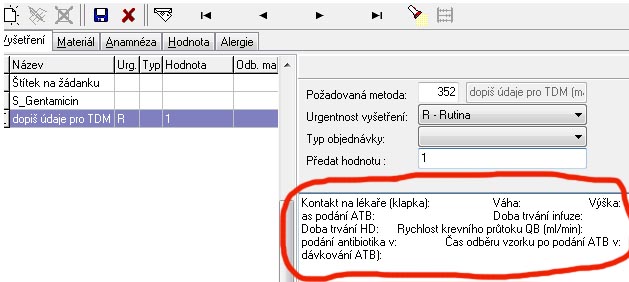 Vyšetření Materiál Anamnéza Hodnota Alergie
Název Urg. Typ Hodnota Odb. ma
Štítek na žádanku
S_Gentamicin
dopiš údaje pro TDM R 1
Požadovaná metoda: 352 dopiš údaje pro TDM (m
Urgentnost vyšetření: R - Rutina
Typ objednávky:
Předat hodnotu : 1
Kontakt na lékaře (klapka): Váha: Výška:
as podání ATB: Doba trvání infuze:
Doba trvání HD: Rychlost krevního průtoku QB (ml/min):
podání antibiotika v: Čas odběru vzorku po podání ATB v:
dávkování ATB):